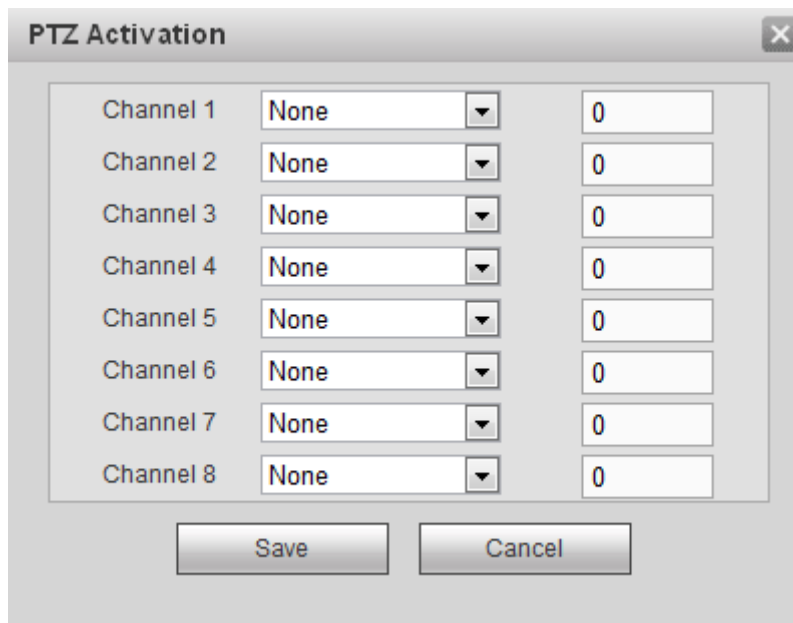 PTZ Activation
Channel 1 None 0
Channel 2 None 0
Channel 3 None 0
Channel 4 None 0
Channel 5 None 0
Channel 6 None 0
Channel 7 None 0
Channel 8 None 0
Save Cancel